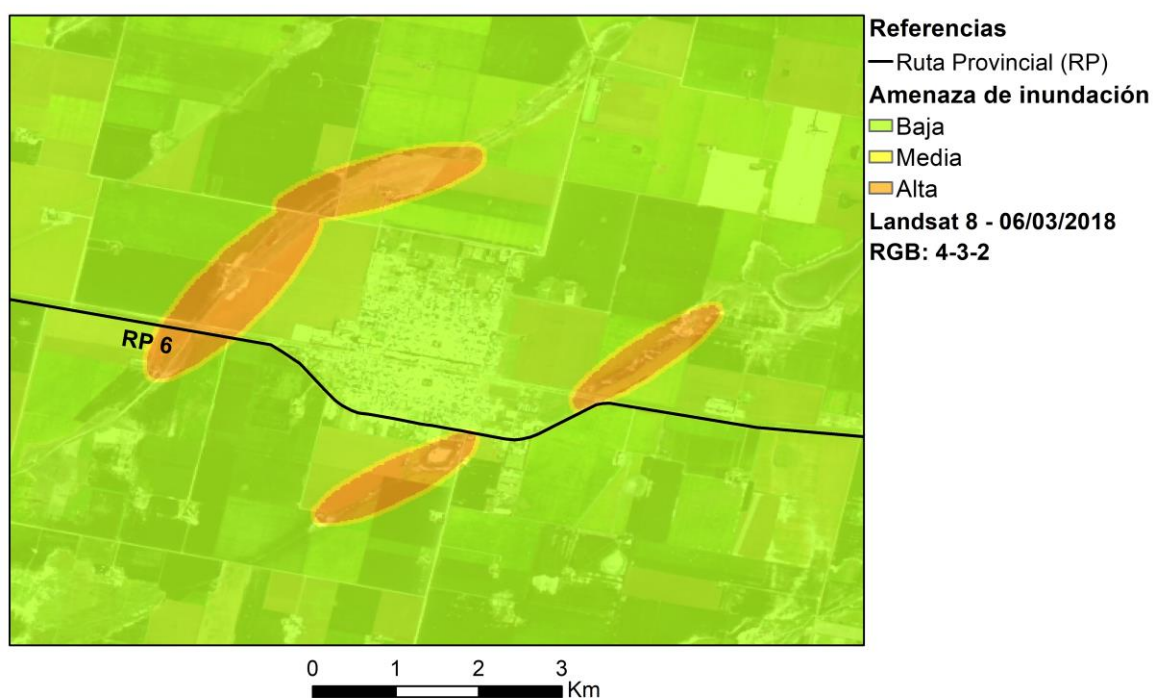 Referencias
Ruta Provincial (RP)
Amenaza de inundación
Baja
Media
Alta
Landsat 8 - 06/03/2018
RGB: 4-3-2
RP 6
0 1 2 3
Km